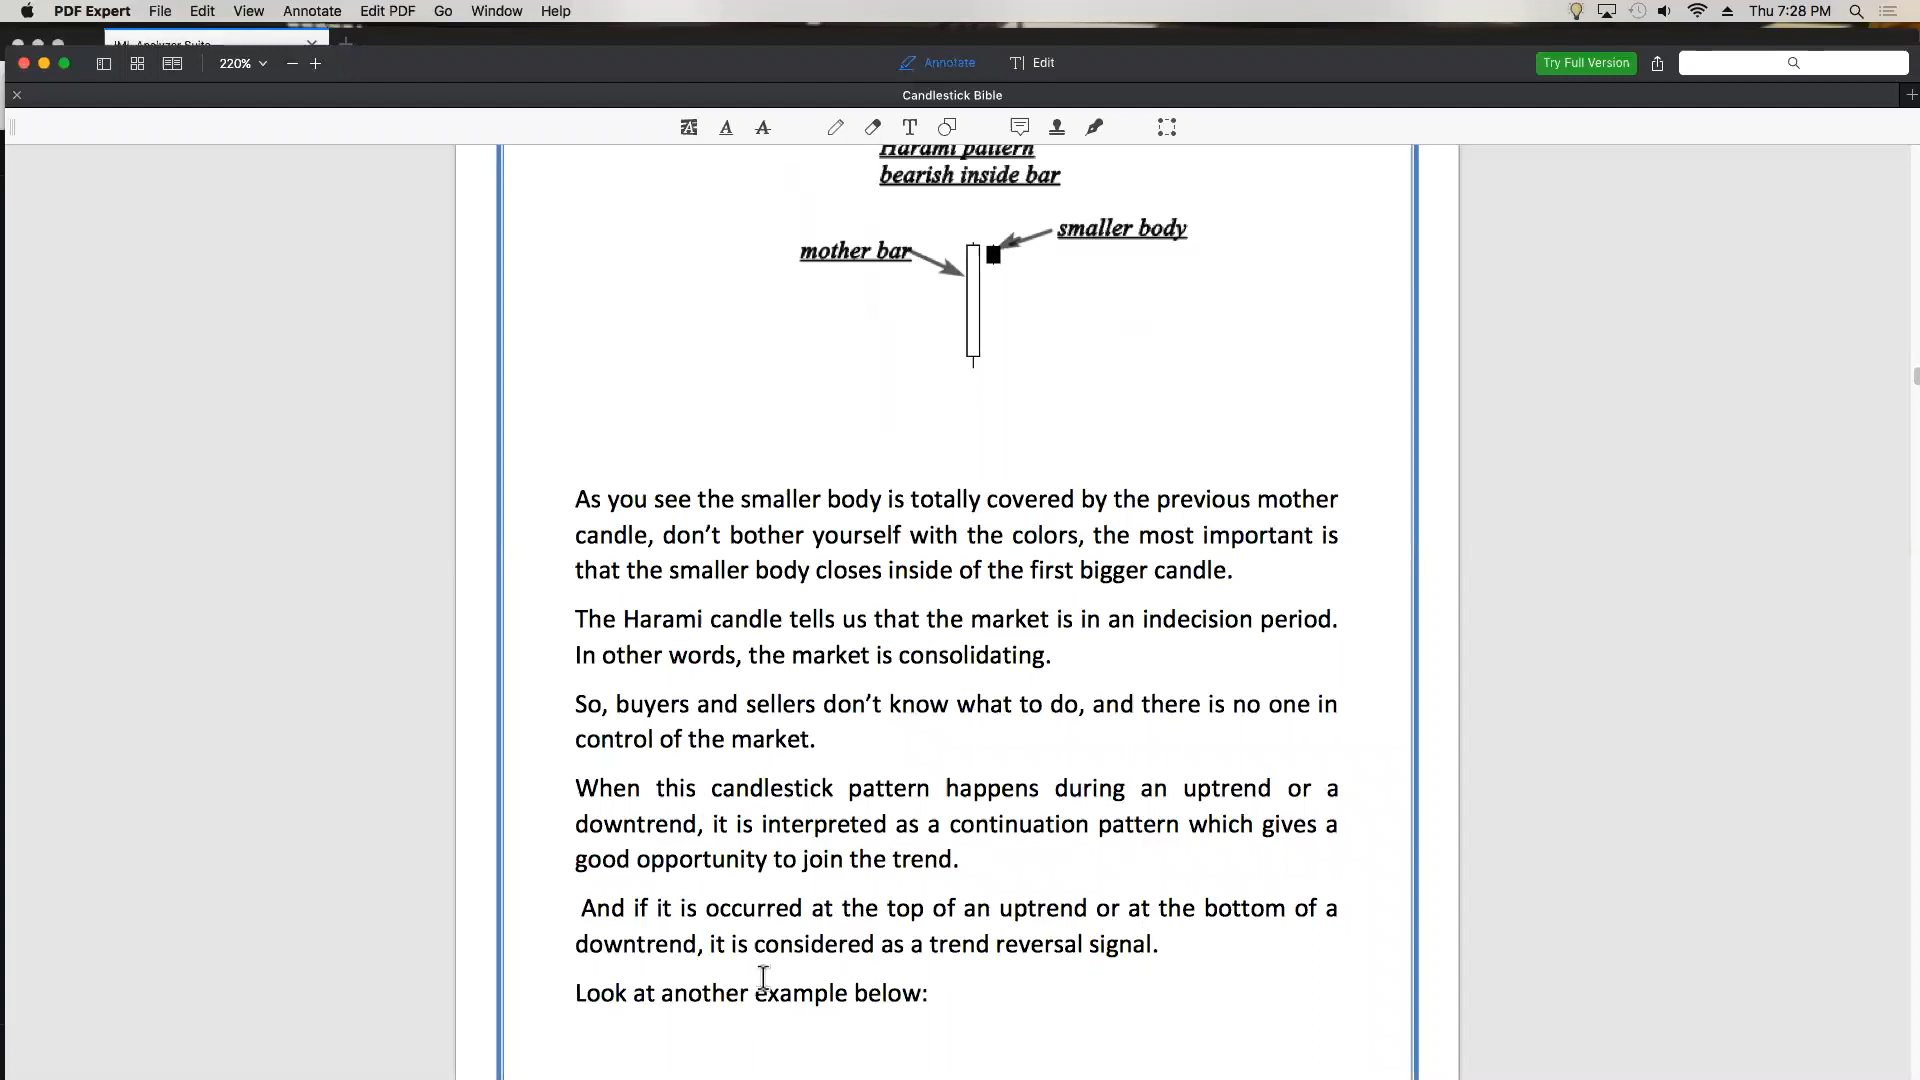 PDF Expert File Edit View Annotate Edit PDF Go Window Help Thu 7:28 PM
IML Analyzer Suite
220% Annotate T Edit Try Full Version
Candlestick Bible
A A A T
Harami pattern
bearish inside bar
smaller body
mother bar
As you see the smaller body is totally covered by the previous mother
candle, don’t bother yourself with the colors, the most important is
that the smaller body closes inside of the first bigger candle.
The Harami candle tells us that the market is in an indecision period.
In other words, the market is consolidating.
So, buyers and sellers don’t know what to do, and there is no one in
control of the market.
When this candlestick pattern happens during an uptrend or a
downtrend, it is interpreted as a continuation pattern which gives a
good opportunity to join the trend.
And if it is occurred at the top of an uptrend or at the bottom of a
downtrend, it is considered as a trend reversal signal.
Look at another example below: